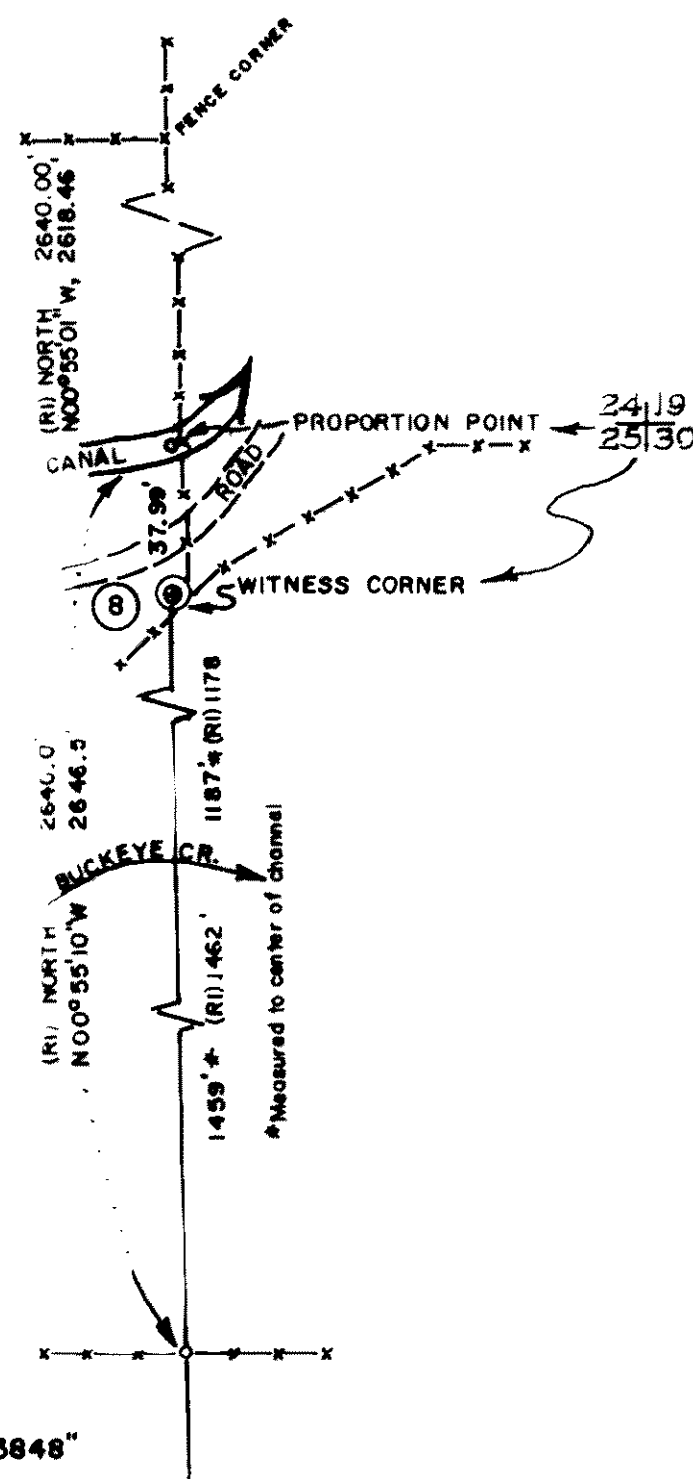 FENCE CORNER
(RI) NORTH 2640.00'
N00°55'01" W, 2618.46'
24|19
25|30
PROPORTION POINT
CANAL
ROAD
37.99'
WITNESS CORNER
8
1187'* (RI) 1178'
(RI) NORTH 2640.0'
N00°55'10"W 2646.5'
BUCKEYE CR.
1459'* (RI) 1462'
*Measured to center of channel
3848"